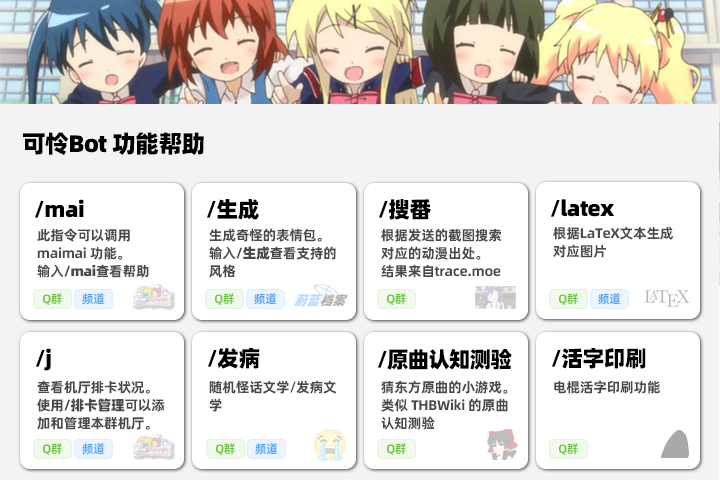 可怜Bot 功能帮助
/mai
此指令可以调用
maimai 功能。
输入/mai查看帮助
Q群 频道
/生成
生成奇怪的表情包。
输入/生成查看支持的
风格
Q群 频道
蔚蓝档案
/搜番
根据发送的截图搜索
对应的动漫出处。
结果来自trace.moe
Q群
/latex
根据LaTeX文本生成
对应图片
Q群 频道
LATEX
/j
查看机厅排卡状况。
使用/排卡管理可以添
加和管理本群机厅。
Q群 频道
/发病
随机怪话文学/发病文
学
Q群 频道
/原曲认知测验
猜东方原曲的小游戏。
类似 THBWiki 的原曲
认知测验
Q群
/活字印刷
电棍活字印刷功能
Q群